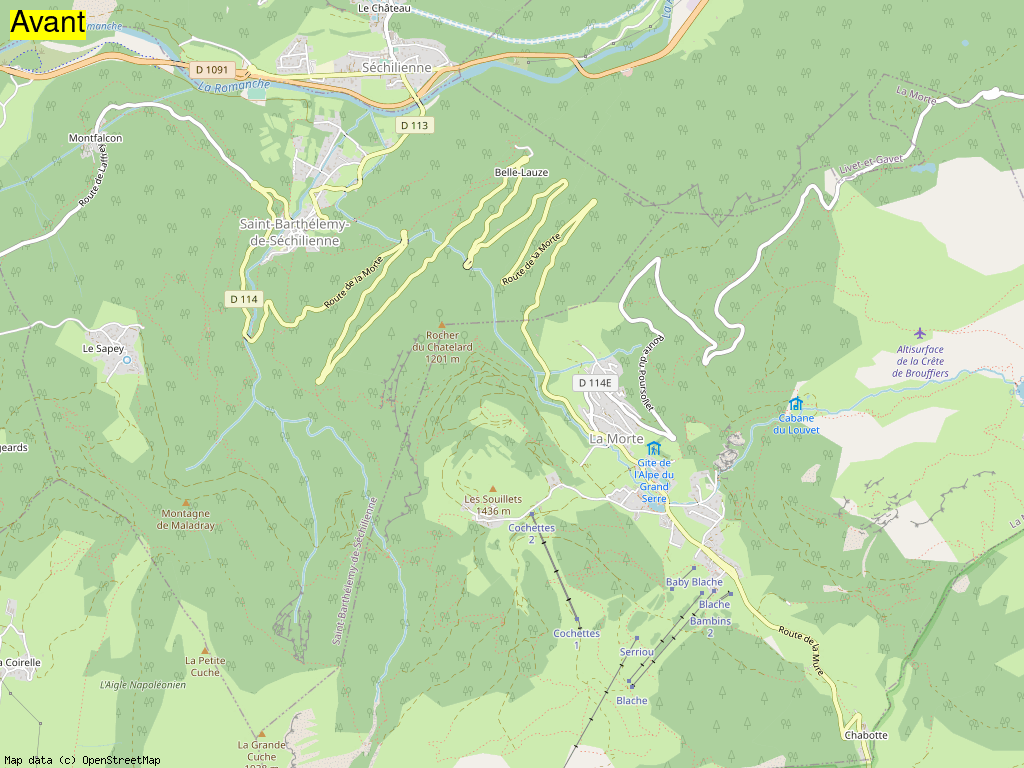 Avant
Le Château
La Romanche
D 1091
Séchilienne
La Romanche
D 113
La Morte
Montfalcon
Route de Laffrey
Livet-et-Gavet
Belle-Lauze
Saint-Barthélemy-
de-Séchilienne
Route de la Morte
Route de la Morte
D 114
Rocher
du Chatelard
1201 m
Le Sapey
Altisurface
de la Crête
de Brouffiers
Route du Poursollet
D 114E
Cabane
du Louvet
La Morte
Gîte de
l'Alpe du
Grand
Serre
Les Souillets
1436 m
Montagne
de Maladray
Cochettes
2
Saint-Barthélemy-de-Séchilienne
Baby Blache
Blache
Bambins
2
Cochettes
1
Serriou
Route de la Mure
La Petite
Cuche
L'Aigle Napoléonien
Blache
Chabotte
La Grande
Cuche
Map data (c) OpenStreetMap